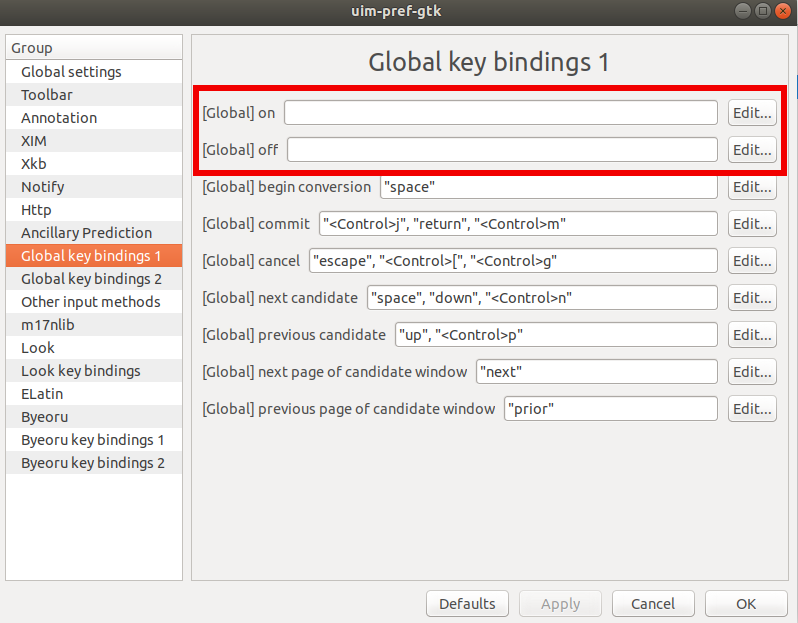 uim-pref-gtk
Group
Global settings
Toolbar
Annotation
XIM
Xkb
Notify
Http
Ancillary Prediction
Global key bindings 1
Global key bindings 2
Other input methods
m17nlib
Look
Look key bindings
ELatin
Byeoru
Byeoru key bindings 1
Byeoru key bindings 2
Global key bindings 1
[Global] on Edit...
[Global] off Edit...
[Global] begin conversion "space" Edit...
[Global] commit "<Control>j", "return", "<Control>m" Edit...
[Global] cancel "escape", "<Control>[", "<Control>g" Edit...
[Global] next candidate "space", "down", "<Control>n" Edit...
[Global] previous candidate "up", "<Control>p" Edit...
[Global] next page of candidate window "next" Edit...
[Global] previous page of candidate window "prior" Edit...
Defaults Apply Cancel OK